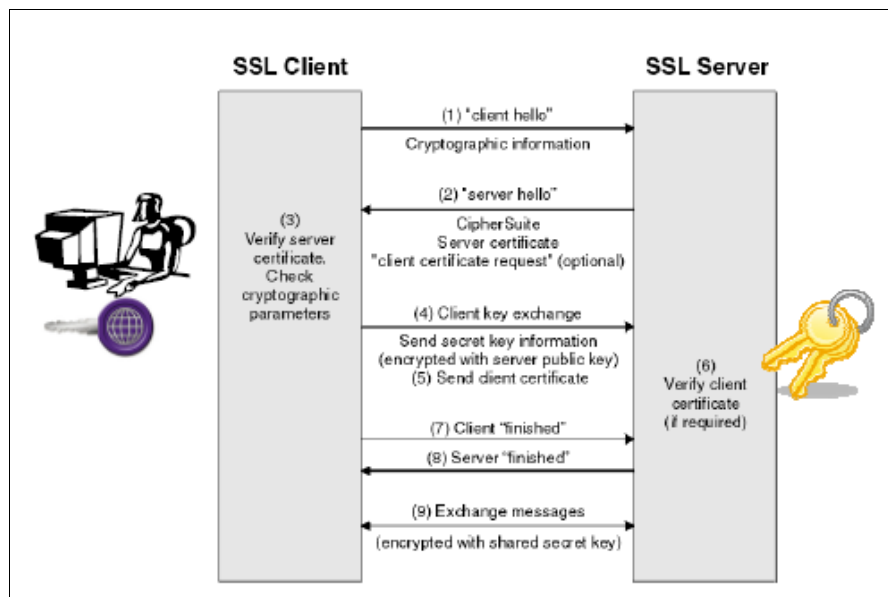 SSL Client
SSL Server
(1) "client hello"
Cryptographic information
(2) "server hello"
CipherSuite
Server certificate
"client certificate request" (optional)
(3)
Verify server
certificate.
Check
cryptographic
parameters
(4) Client key exchange
Send secret key information
(encrypted with server public key)
(5) Send client certificate
(6)
Verify client
certificate
(if required)
(7) Client “finished”
(8) Server “finished”
(9) Exchange messages
(encrypted with shared secret key)